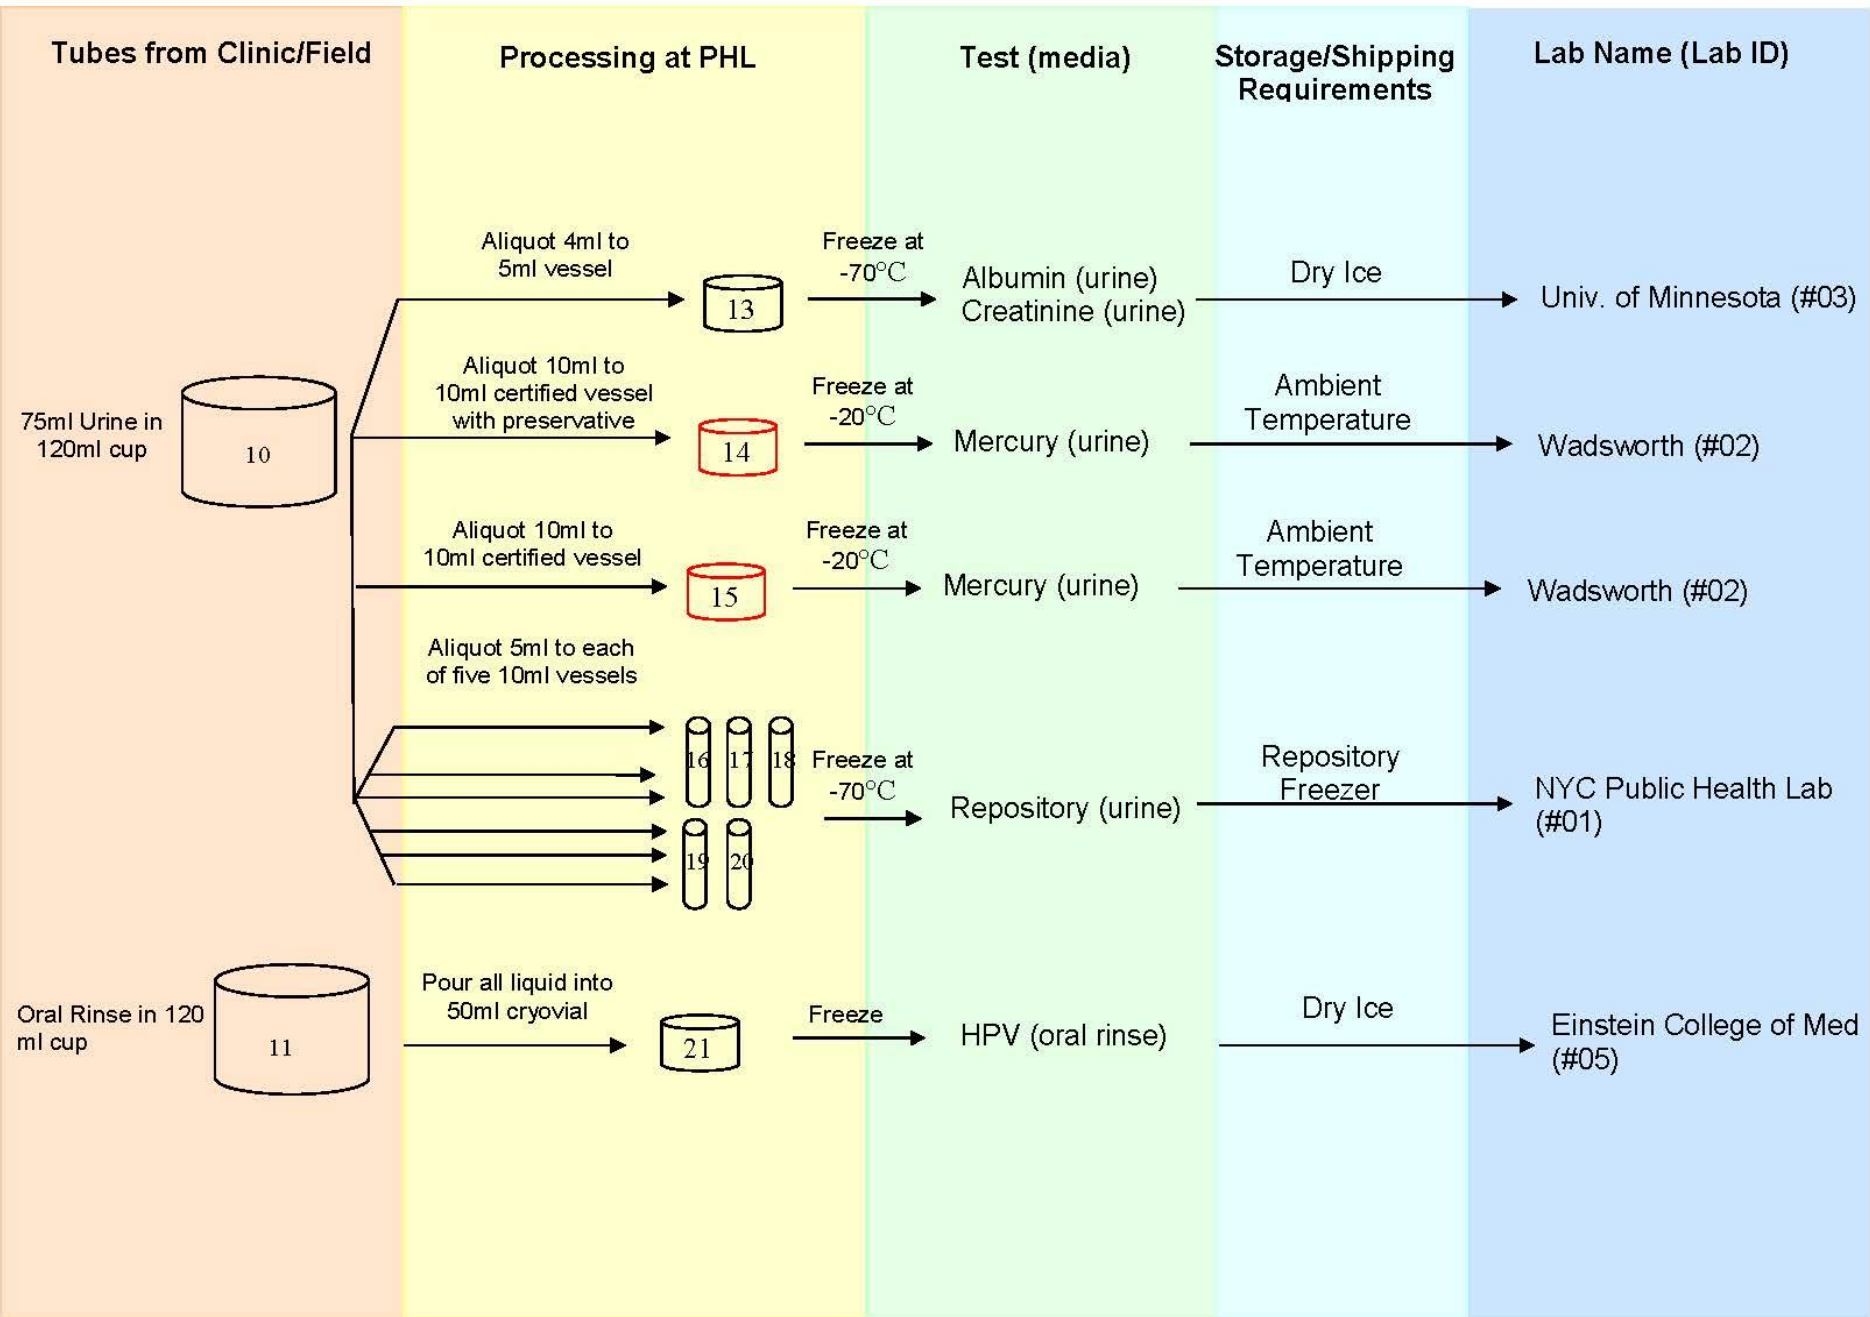 Tubes from Clinic/Field
Processing at PHL
Test (media)
Storage/Shipping
Requirements
Lab Name (Lab ID)
75ml Urine in
120ml cup
10
Aliquot 4ml to
5ml vessel
13
Freeze at
-70°C
Albumin (urine)
Creatinine (urine)
Dry Ice
Univ. of Minnesota (#03)
Aliquot 10ml to
10ml certified vessel
with preservative
14
Freeze at
-20°C
Mercury (urine)
Ambient
Temperature
Wadsworth (#02)
Aliquot 10ml to
10ml certified vessel
15
Freeze at
-20°C
Mercury (urine)
Ambient
Temperature
Wadsworth (#02)
Aliquot 5ml to each
of five 10ml vessels
16 17 18
19 20
Freeze at
-70°C
Repository (urine)
Repository
Freezer
NYC Public Health Lab
(#01)
Oral Rinse in 120
ml cup
11
Pour all liquid into
50ml cryovial
21
Freeze
HPV (oral rinse)
Dry Ice
Einstein College of Med
(#05)